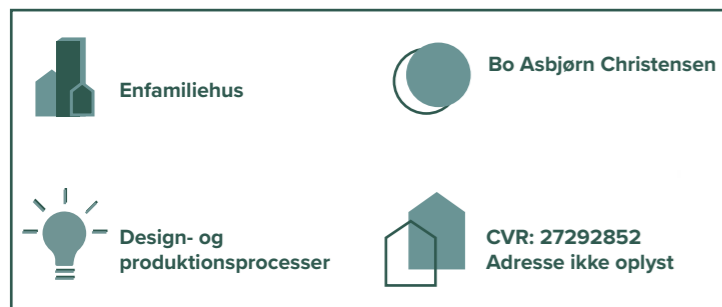 Enfamiliehus
Bo Asbjørn Christensen
Design- og
produktionsprocesser
CVR: 27292852
Adresse ikke oplyst